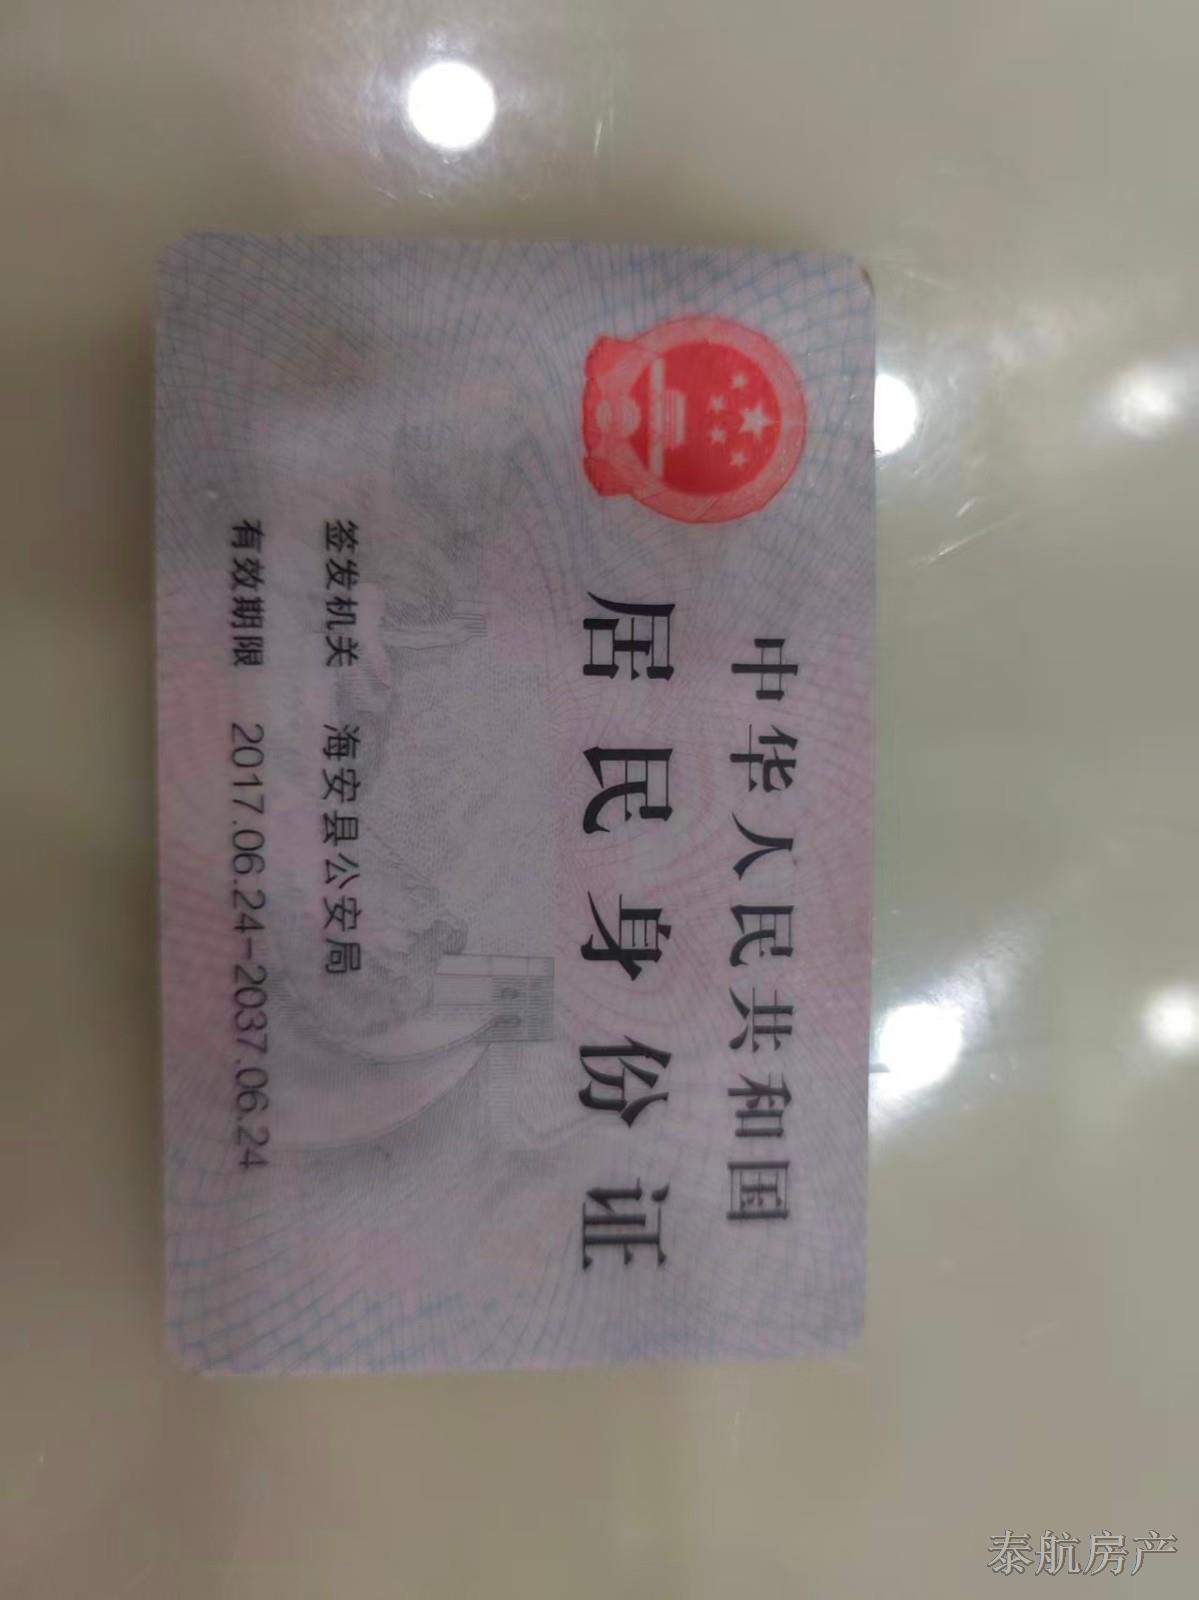 中华人民共和国
居民身份证
签发机关 海安县公安局
有效期限 2017.06.24-2037.06.24
泰航房产